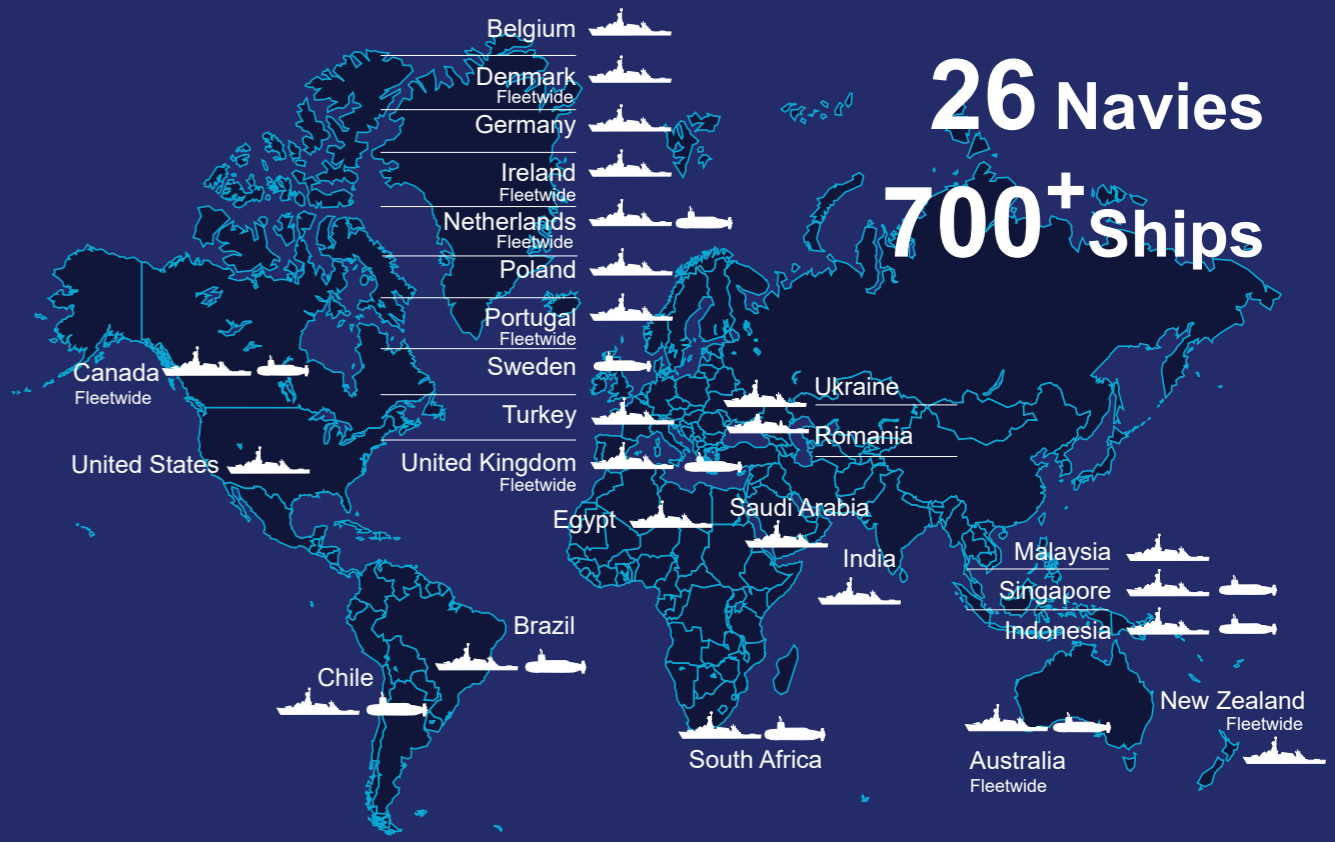 26 Navies
700+ Ships
Belgium
Denmark
Fleetwide
Germany
Ireland
Fleetwide
Netherlands
Fleetwide
Poland
Portugal
Fleetwide
Sweden
Turkey
United Kingdom
Fleetwide
Canada
Fleetwide
United States
Ukraine
Romania
Egypt
Saudi Arabia
India
Malaysia
Singapore
Indonesia
Brazil
Chile
South Africa
Australia
Fleetwide
New Zealand
Fleetwide